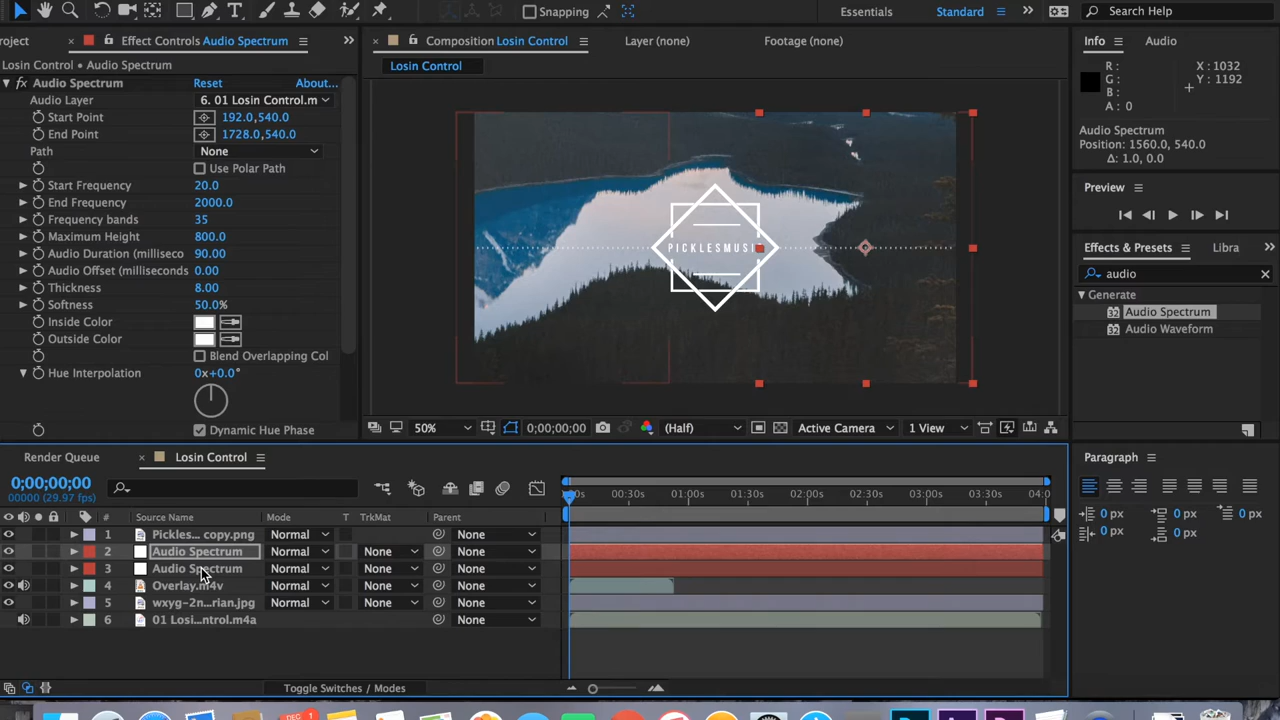 Snapping
Essentials
Standard
Search Help
roject
Effect Controls Audio Spectrum
Composition Losin Control
Layer (none)
Footage (none)
Info
Audio
Losin Control • Audio Spectrum
Losin Control
Audio Spectrum
Reset
About...
Audio Layer
6. 01 Losin Control.m
Start Point
192.0,540.0
End Point
1728.0,540.0
Path
None
Use Polar Path
Start Frequency
20.0
End Frequency
2000.0
Frequency bands
35
Maximum Height
800.0
Audio Duration (milliseco
90.00
Audio Offset (milliseconds
0.00
Thickness
8.00
Softness
50.0%
Inside Color
Outside Color
Blend Overlapping Col
Hue Interpolation
0x+0.0°
Dynamic Hue Phase
PICKLESMUSI
50%
0;00;00;00
(Half)
Active Camera
1 View
R :
G :
B :
A : 0
X : 1032
Y : 1192
Audio Spectrum
Position: 1560.0, 540.0
Δ: 1.0, 0.0
Preview
Effects & Presets
Libra
audio
Generate
32 Audio Spectrum
32 Audio Waveform
Render Queue
Losin Control
0;00;00;00
00000 (29.97 fps)
00s
00:30s
01:00s
01:30s
02:00s
02:30s
03:00s
03:30s
04:0
#
Source Name
Mode
T
TrkMat
Parent
1 Pickles... copy.png Normal None
2 Audio Spectrum Normal None None
3 Audio Spectrum Normal None None
4 Overlay.m4v Normal None None
5 wxyg-2n...rian.jpg Normal None None
6 01 Losi...ntrol.m4a None
Toggle Switches / Modes
Paragraph
0 px
0 px
0 px
0 px
0 px
DEC